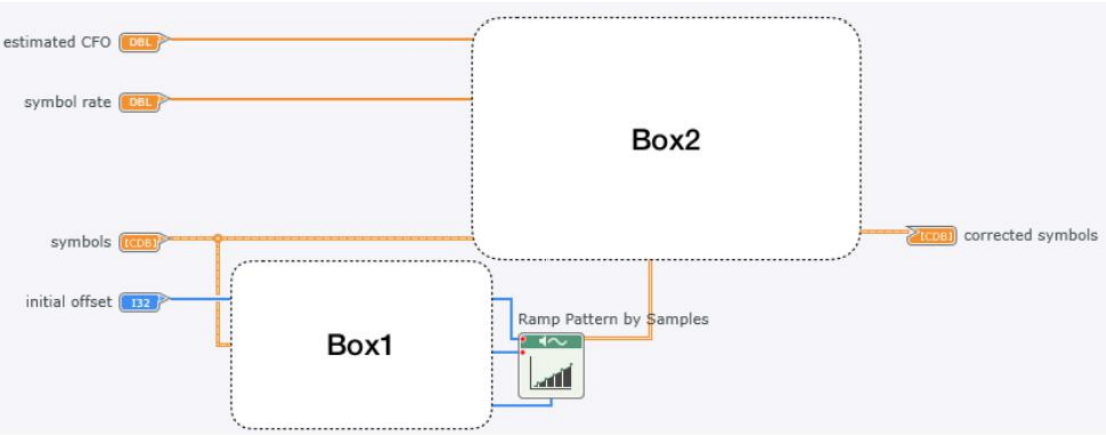 estimated CFO DBL
symbol rate DBL
Box2
symbols [CDB]
[CDB] corrected symbols
initial offset I32
Ramp Pattern by Samples
Box1